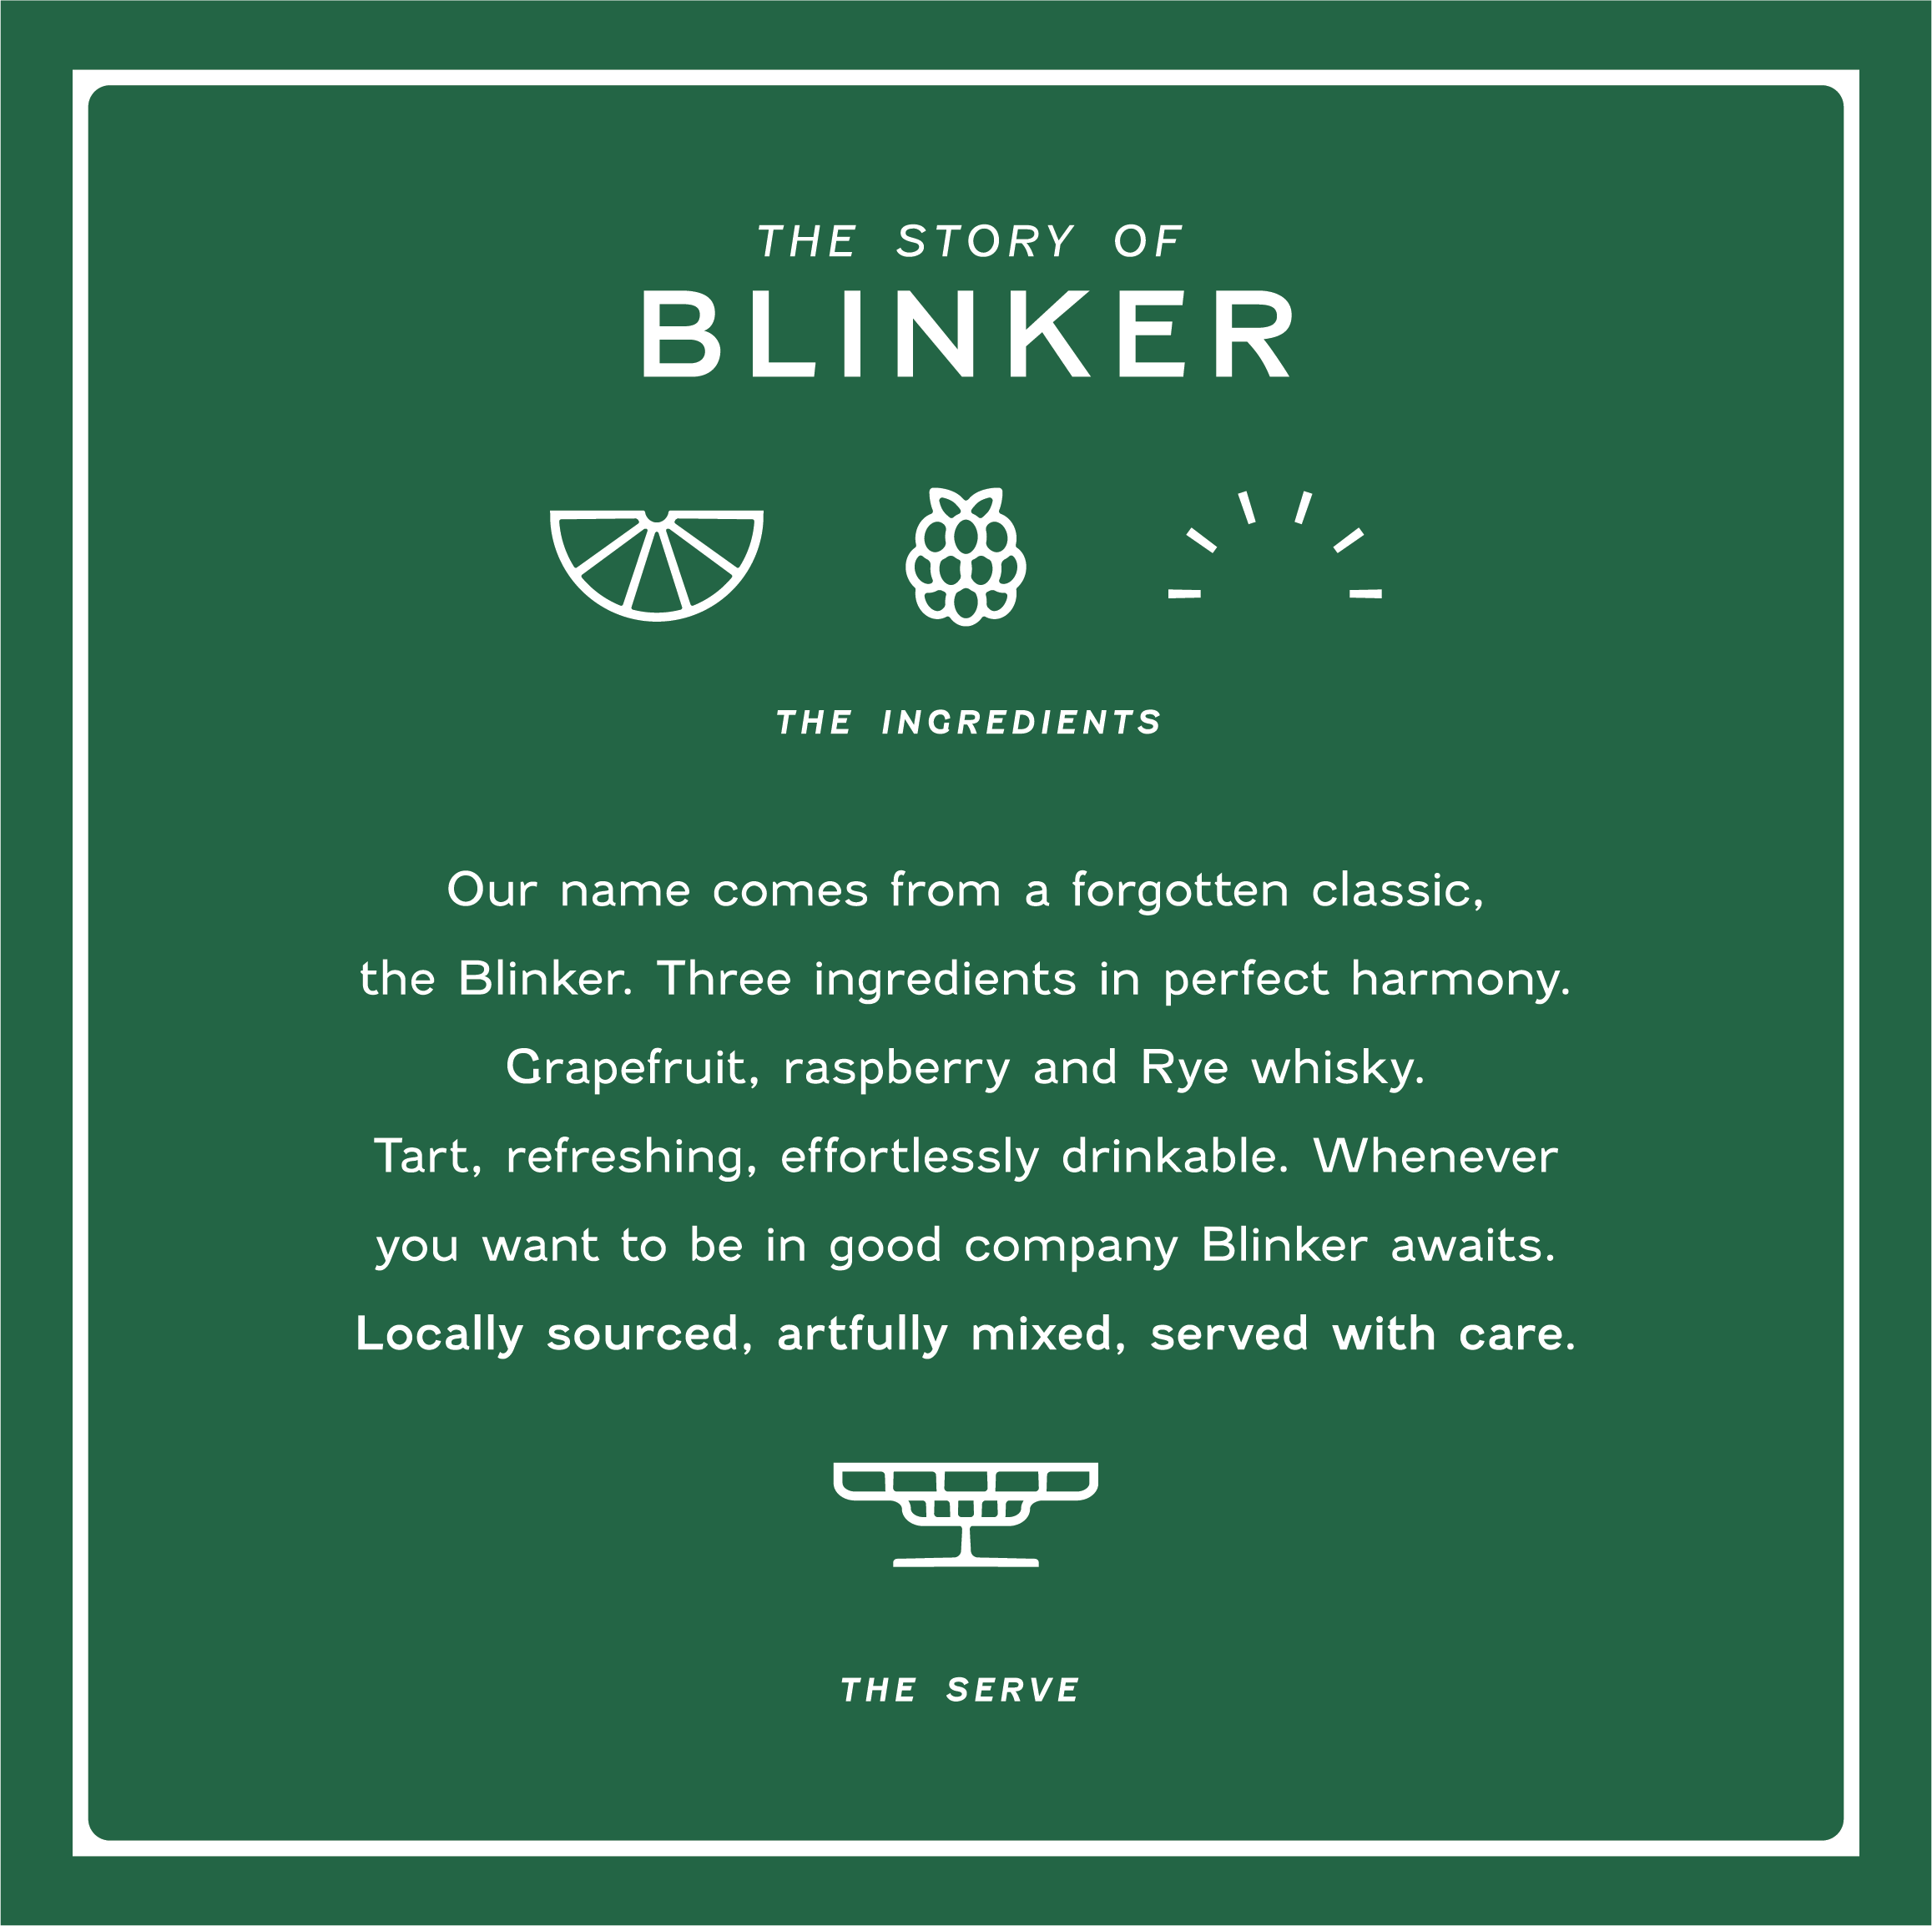 THE STORY OF
BLINKER
THE INGREDIENTS
Our name comes from a forgotten classic,
the Blinker. Three ingredients in perfect harmony.
Grapefruit, raspberry and Rye whisky.
Tart, refreshing, effortlessly drinkable. Whenever
you want to be in good company Blinker awaits.
Locally sourced, artfully mixed, served with care.
THE SERVE